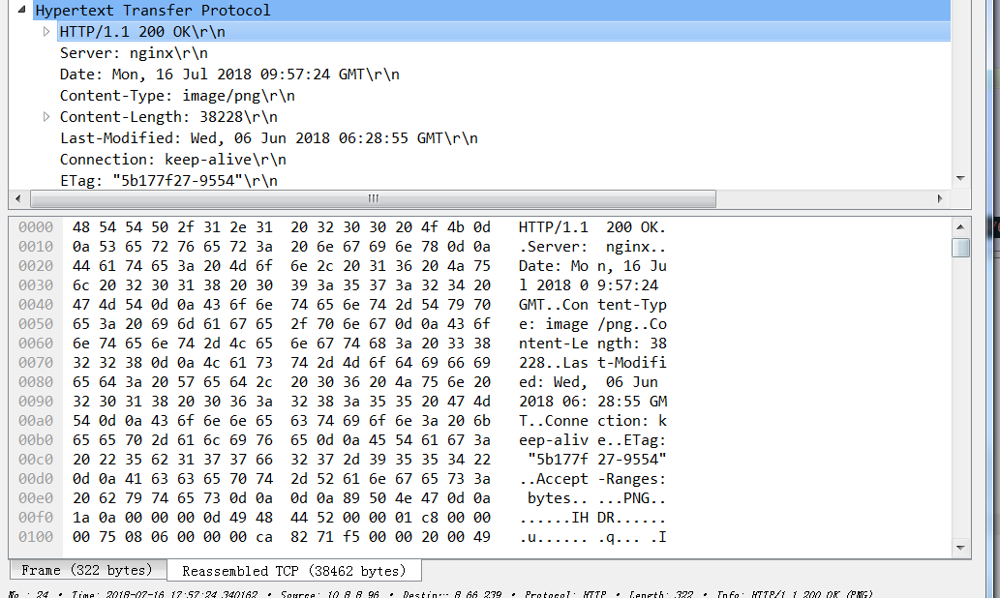 Hypertext Transfer Protocol
HTTP/1.1 200 OK\r\n
Server: nginx\r\n
Date: Mon, 16 Jul 2018 09:57:24 GMT\r\n
Content-Type: image/png\r\n
Content-Length: 38228\r\n
Last-Modified: Wed, 06 Jun 2018 06:28:55 GMT\r\n
Connection: keep-alive\r\n
ETag: "5b177f27-9554"\r\n
0000 48 54 54 50 2f 31 2e 31 20 32 30 30 20 4f 4b 0d HTTP/1.1 200 OK.
0010 0a 53 65 72 76 65 72 3a 20 6e 67 69 6e 78 0d 0a .Server: nginx..
0020 44 61 74 65 3a 20 4d 6f 6e 2c 20 31 36 20 4a 75 Date: Mo n, 16 Ju
0030 6c 20 32 30 31 38 20 30 39 3a 35 37 3a 32 34 20 l 2018 0 9:57:24
0040 47 4d 54 0d 0a 43 6f 6e 74 65 6e 74 2d 54 79 70 GMT..Con tent-Typ
0050 65 3a 20 69 6d 61 67 65 2f 70 6e 67 0d 0a 43 6f e: image /png..Co
0060 6e 74 65 6e 74 2d 4c 65 6e 67 74 68 3a 20 33 38 ntent-Le ngth: 38
0070 32 32 38 0d 0a 4c 61 73 74 2d 4d 6f 64 69 66 69 228..Las t-Modifi
0080 65 64 3a 20 57 65 64 2c 20 30 36 20 4a 75 6e 20 ed: Wed, 06 Jun
0090 32 30 31 38 20 30 36 3a 32 38 3a 35 35 20 47 4d 2018 06: 28:55 GM
00a0 54 0d 0a 43 6f 6e 6e 65 63 74 69 6f 6e 3a 20 6b T..Conne ction: k
00b0 65 65 70 2d 61 6c 69 76 65 0d 0a 45 54 61 67 3a eep-aliv e..ETag:
00c0 20 22 35 62 31 37 37 66 32 37 2d 39 35 35 34 22 "5b177f 27-9554"
00d0 0d 0a 41 63 63 65 70 74 2d 52 61 6e 67 65 73 3a ..Accept -Ranges:
00e0 20 62 79 74 65 73 0d 0a 0d 0a 89 50 4e 47 0d 0a bytes.. ...PNG..
00f0 1a 0a 00 00 00 0d 49 48 44 52 00 00 01 c8 00 00 ......IH DR......
0100 00 75 08 06 00 00 00 ca 82 71 f5 00 00 20 00 49 .u...... .q... .I
Frame (322 bytes) Reassembled TCP (38462 bytes)
No.: 24 · Time: 2018-07-16 17:57:24.340162 · Source: 10.8.8.96 · Destin⋯ 8.66.239 · Protocol: HTTP · Length: 322 · Info: HTTP/1.1 200 OK (PNG)